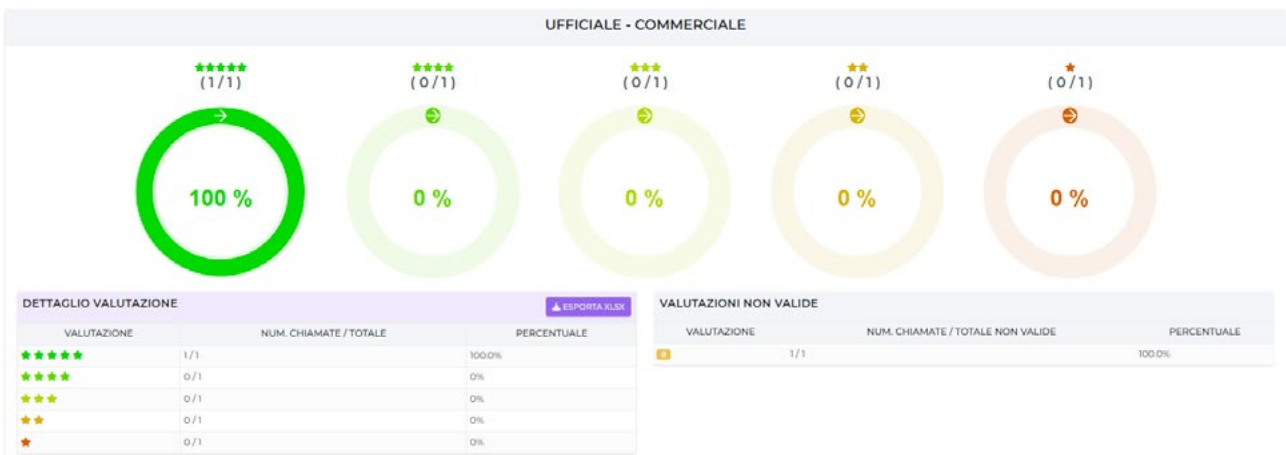 UFFICIALE - COMMERCIALE
(1/1) (0/1) (0/1) (0/1) (0/1)
100 % 0 % 0 % 0 % 0 %
DETTAGLIO VALUTAZIONE
ESPORTA XLSX
VALUTAZIONE NUM. CHIAMATE / TOTALE PERCENTUALE
1/1 100.0%
0/1 0%
0/1 0%
0/1 0%
0/1 0%
VALUTAZIONI NON VALIDE
VALUTAZIONE NUM. CHIAMATE / TOTALE NON VALIDE PERCENTUALE
1/1 100.0%